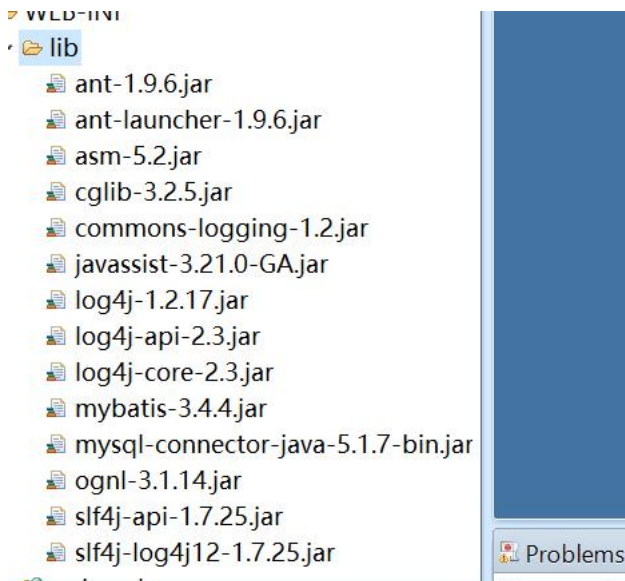 WEB-INF
lib
ant-1.9.6.jar
ant-launcher-1.9.6.jar
asm-5.2.jar
cglib-3.2.5.jar
commons-logging-1.2.jar
javassist-3.21.0-GA.jar
log4j-1.2.17.jar
log4j-api-2.3.jar
log4j-core-2.3.jar
mybatis-3.4.4.jar
mysql-connector-java-5.1.7-bin.jar
ognl-3.1.14.jar
slf4j-api-1.7.25.jar
slf4j-log4j12-1.7.25.jar
Problems